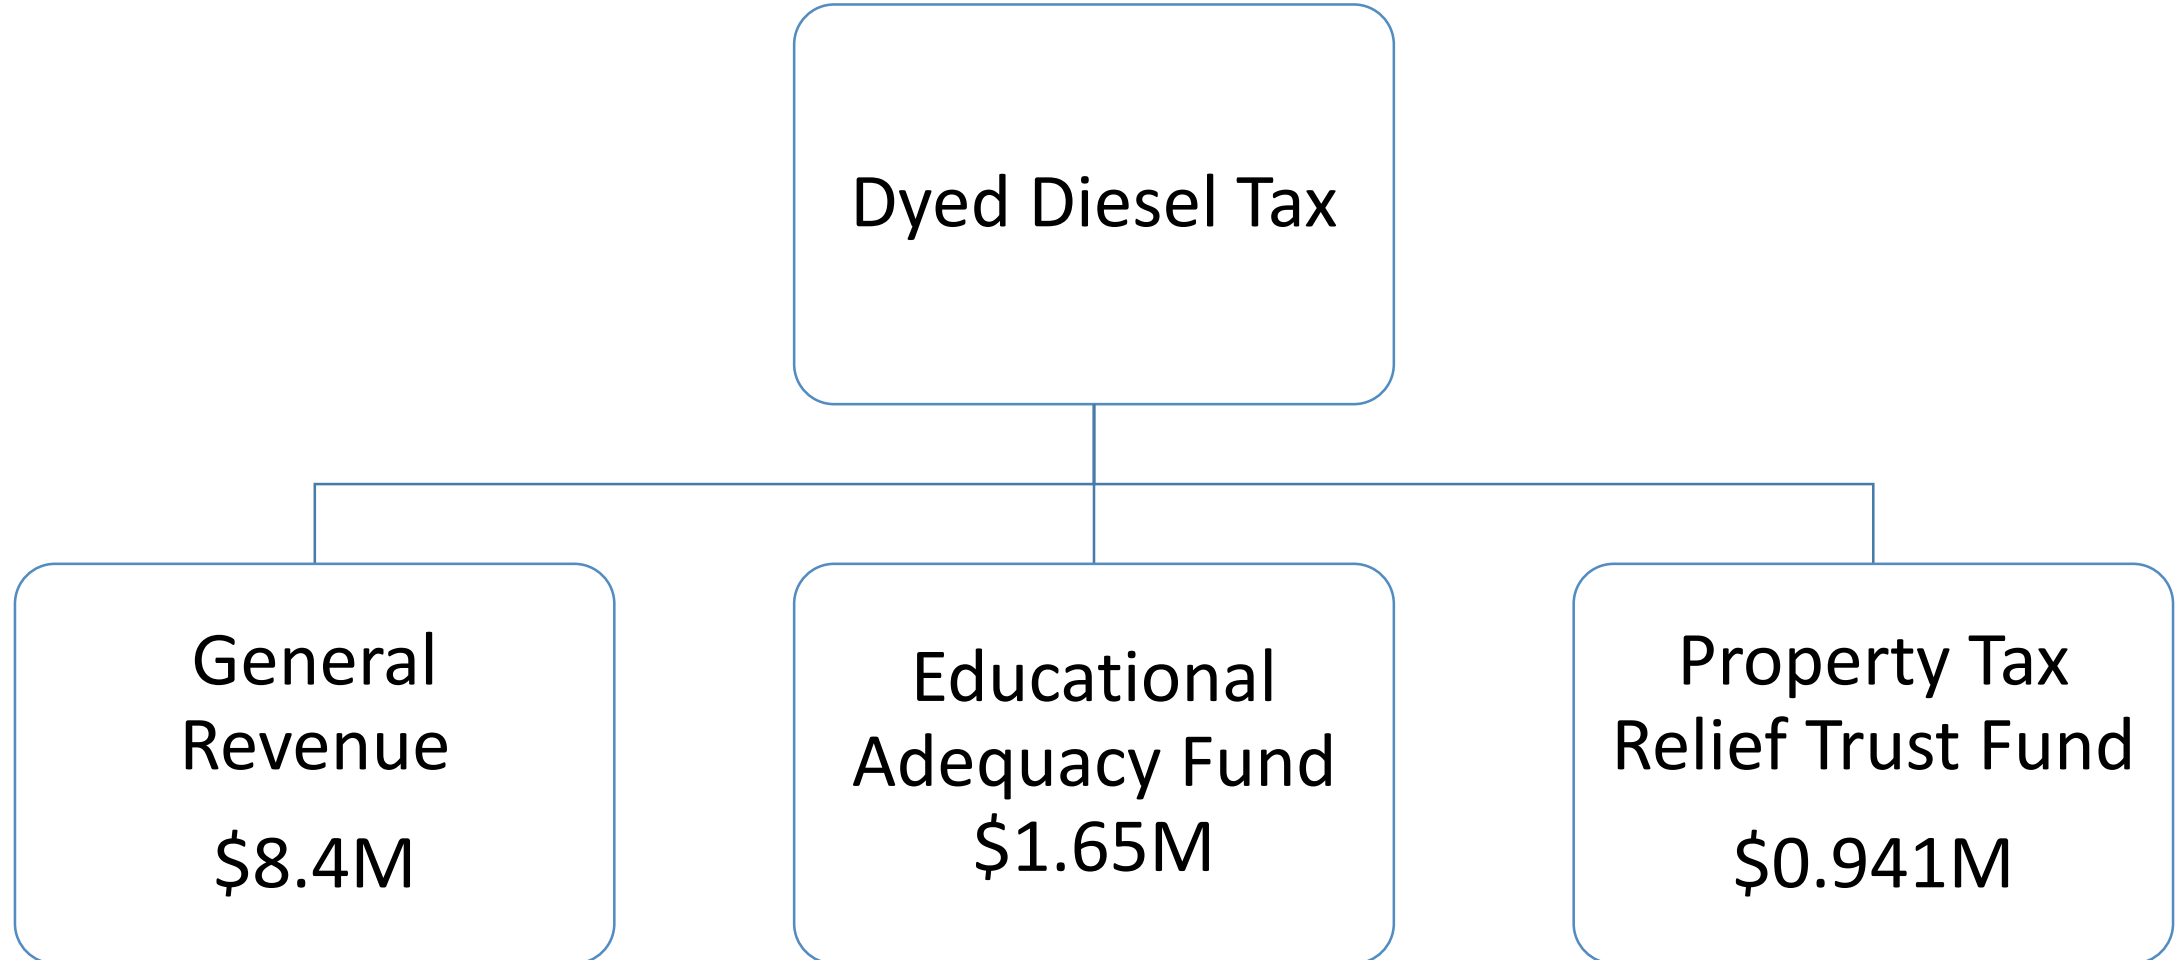 Dyed Diesel Tax
General
Revenue
$8.4M
Educational
Adequacy Fund
$1.65M
Property Tax
Relief Trust Fund
$0.941M